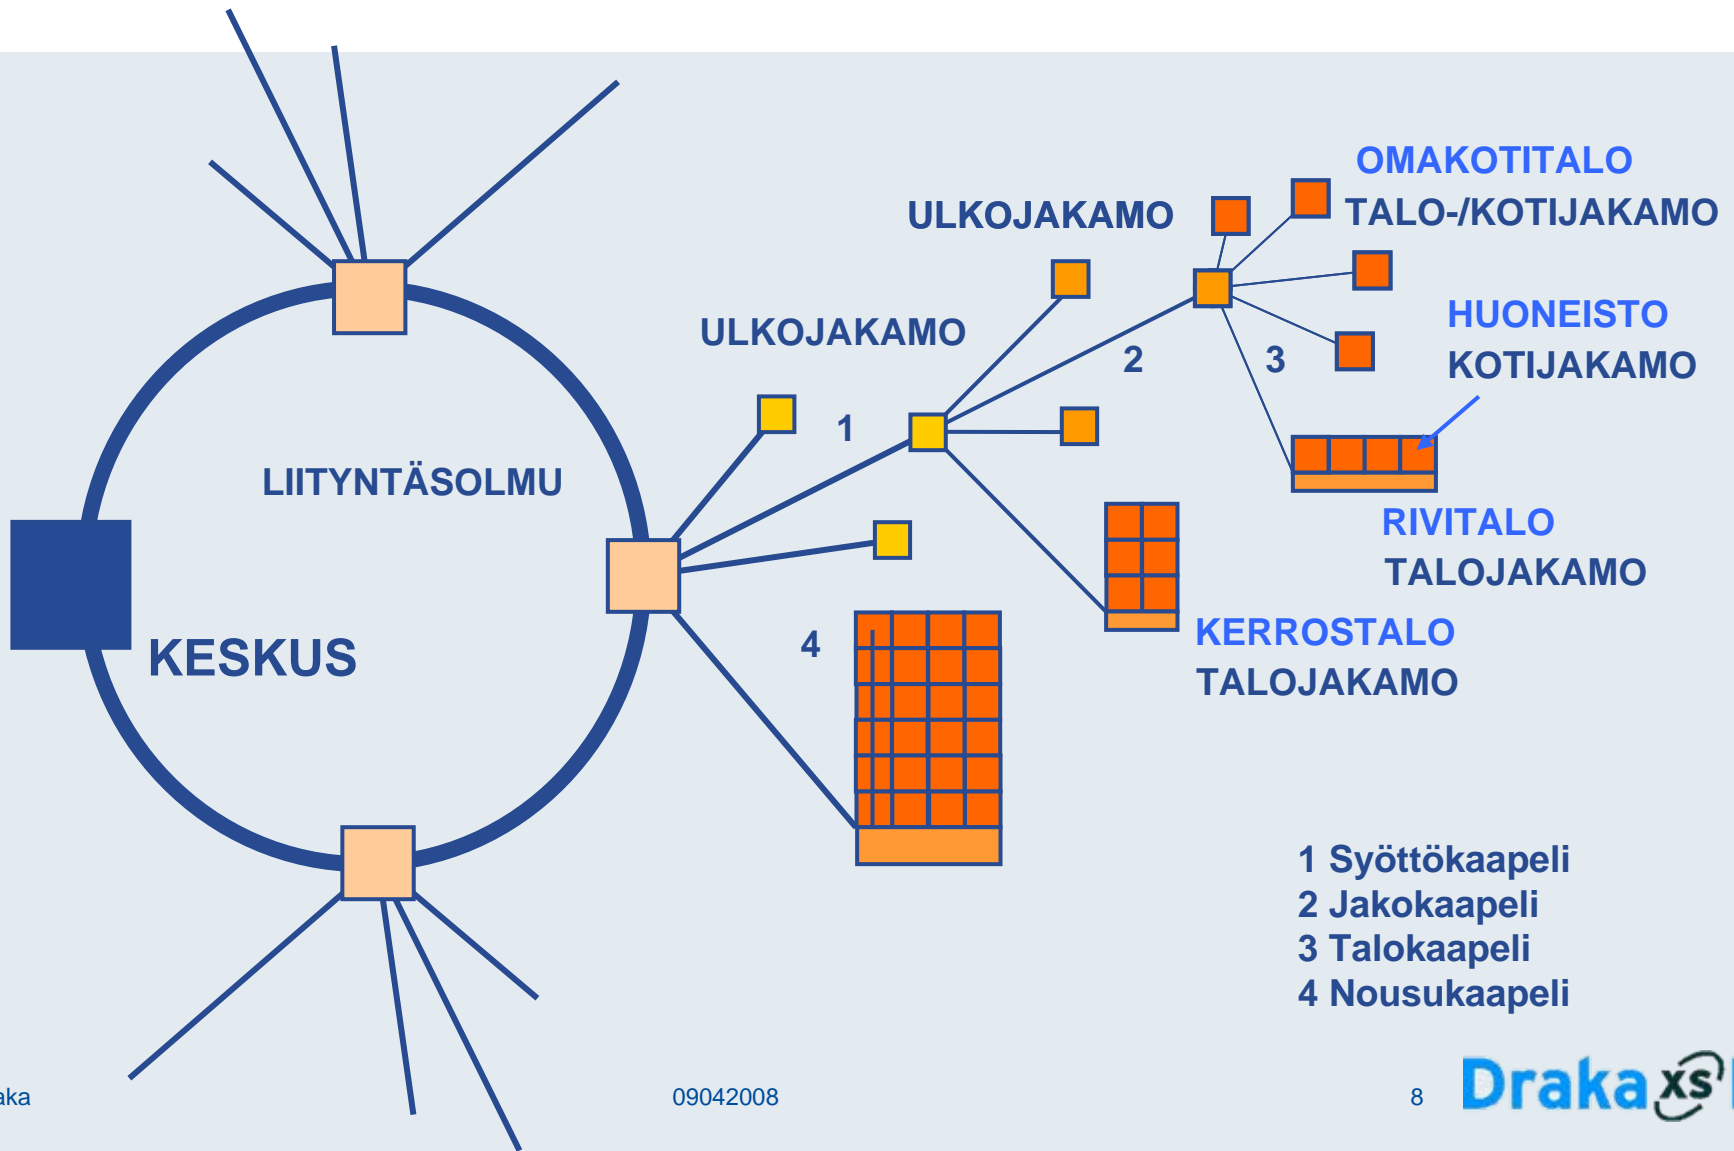 OMAKOTITALO
TALO-/KOTIJAKAMO
ULKOJAKAMO
HUONEISTO
KOTIJAKAMO
ULKOJAKAMO
2
3
1
LIITYNTÄSOLMU
RIVITALO
TALOJAKAMO
KERROSTALO
TALOJAKAMO
4
KESKUS
1 Syöttökaapeli
2 Jakokaapeli
3 Talokaapeli
4 Nousukaapeli
09042008
8
Draka xs